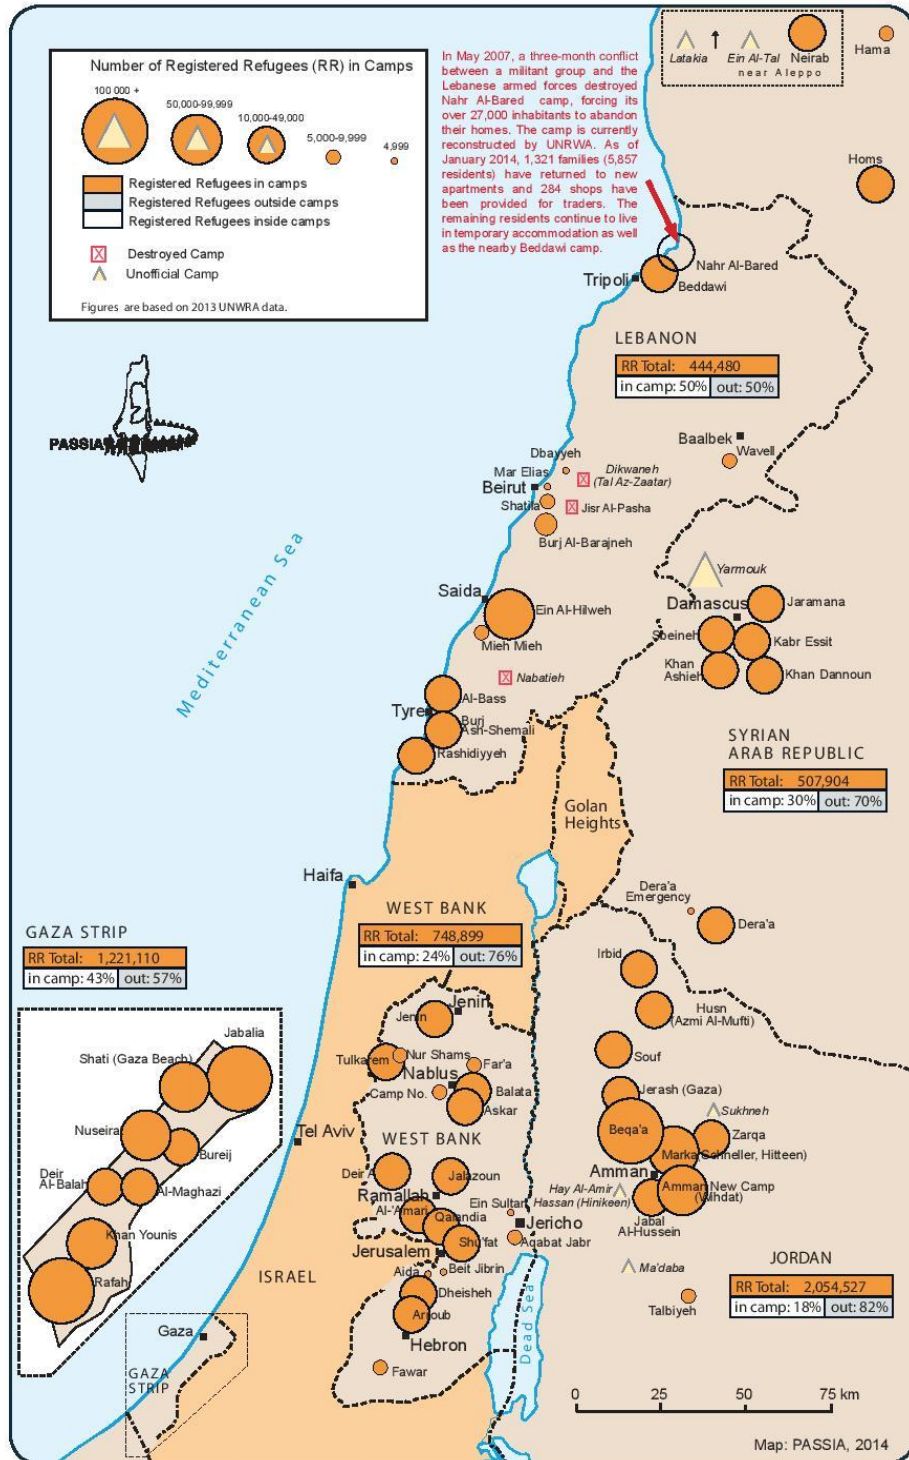 Number of Registered Refugees (RR) in Camps
100 000 +
50,000-99,999
10,000-49,000
5,000-9,999
4,999
Registered Refugees in camps
Registered Refugees outside camps
Registered Refugees inside camps
Destroyed Camp
Unofficial Camp
Figures are based on 2013 UNWRA data.
In May 2007, a three-month conflict
between a militant group and the
Lebanese armed forces destroyed
Nahr Al-Bared camp, forcing its
over 27,000 inhabitants to abandon
their homes. The camp is currently
reconstructed by UNRWA. As of
January 2014, 1,321 families (5,857
residents) have returned to new
apartments and 284 shops have
been provided for traders. The
remaining residents continue to live
in temporary accommodation as well
as the nearby Beddawi camp.
Latakia
Ein Al-Tal
Neirab
near Aleppo
Hama
Homs
Nahr Al-Bared
Tripoli
Beddawi
LEBANON
RR Total: 444,480
in camp: 50% out: 50%
PASSIA
Mediterranean Sea
Baalbek
Wavell
Dbayyeh
Mar Elias
Dikwaneh
(Tal Az-Zaatar)
Beirut
Shatila
Jisr Al-Pasha
Burj Al-Barajneh
Yarmouk
Saida
Ein Al-Hilweh
Mieh Mieh
Damascus
Jaramana
Sbeineh
Kabr Essit
Khan
Ashieh
Khan Dannoun
Nabatieh
Al-Bass
Tyre
Burj
Ash-Shemali
Rashidiyyeh
SYRIAN
ARAB REPUBLIC
RR Total: 507,904
in camp: 30% out: 70%
Golan
Heights
Haifa
Dera'a
Emergency
Dera'a
GAZA STRIP
RR Total: 1,221,110
in camp: 43% out: 57%
WEST BANK
RR Total: 748,899
in camp: 24% out: 76%
Irbid
Husn
(Azmi Al-Mufti)
Souf
Jerash (Gaza)
Sukhneh
Beqa'a
Zarqa
Marka Schneller, Hitteen)
Amman
Amman New Camp
(Wihdat)
Hay Al-Amir
Hassan (Hinikeen)
Jabal
Al-Hussein
Ma'daba
Talbiyeh
JORDAN
RR Total: 2,054,527
in camp: 18% out: 82%
Jabalia
Shati (Gaza Beach)
Nuseira
Bureij
Deir
Al-Balah
Al-Maghazi
Khan Younis
Rafah
Jenin
Jenin
Tulkarem
Nur Shams
Far'a
Nablus
Camp No.
Balata
Askar
Tel Aviv
WEST BANK
Deir A
Jalazoun
Ramallah
Al-'Amari
Qalandia
Ein Sultan
Jericho
Shu'fat
Aqabat Jabr
Jerusalem
Aida
Beit Jibrin
Dheisheh
Arroub
Hebron
Fawar
ISRAEL
Gaza
GAZA
STRIP
Dead Sea
0 25 50 75 km
Map: PASSIA, 2014